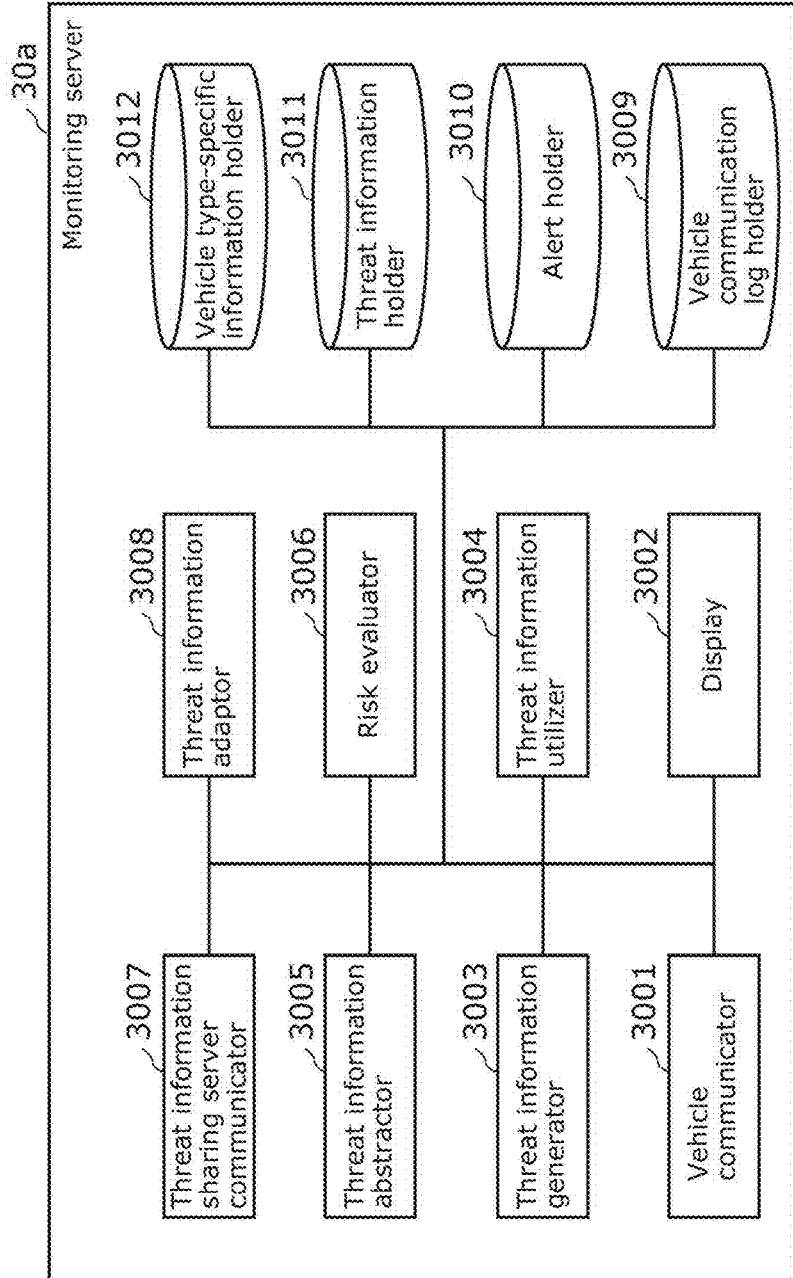 30a
Monitoring server
3007
Threat information
sharing server
communicator
3008
Threat information
adaptor
3012
Vehicle type-specific
information holder
3005
Threat information
abstractor
3006
Risk evaluator
3011
Threat information
holder
3003
Threat information
generator
3004
Threat information
utilizer
3010
Alert holder
3001
Vehicle
communicator
3002
Display
3009
Vehicle
communication
log holder